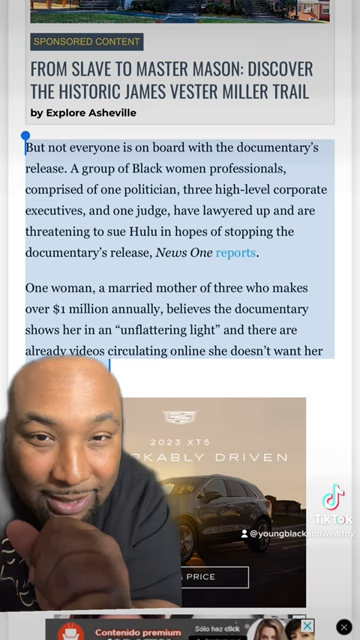 SPONSORED CONTENT
FROM SLAVE TO MASTER MASON: DISCOVER
THE HISTORIC JAMES VESTER MILLER TRAIL
by Explore Asheville
But not everyone is on board with the documentary's
release. A group of Black women professionals,
comprised of one politician, three high-level corporate
executives, and one judge, have lawyered up and are
threatening to sue Hulu in hopes of stopping the
documentary's release, News One reports.
One woman, a married mother of three who makes
over $1 million annually, believes the documentary
shows her in an "unflattering light" and there are
already videos circulating online she doesn't want her
2023 XT5
RKABLY DRIVEN
PRICE
TikTok
@youngblackandwealthy
Contenido premium
Sólo haz click